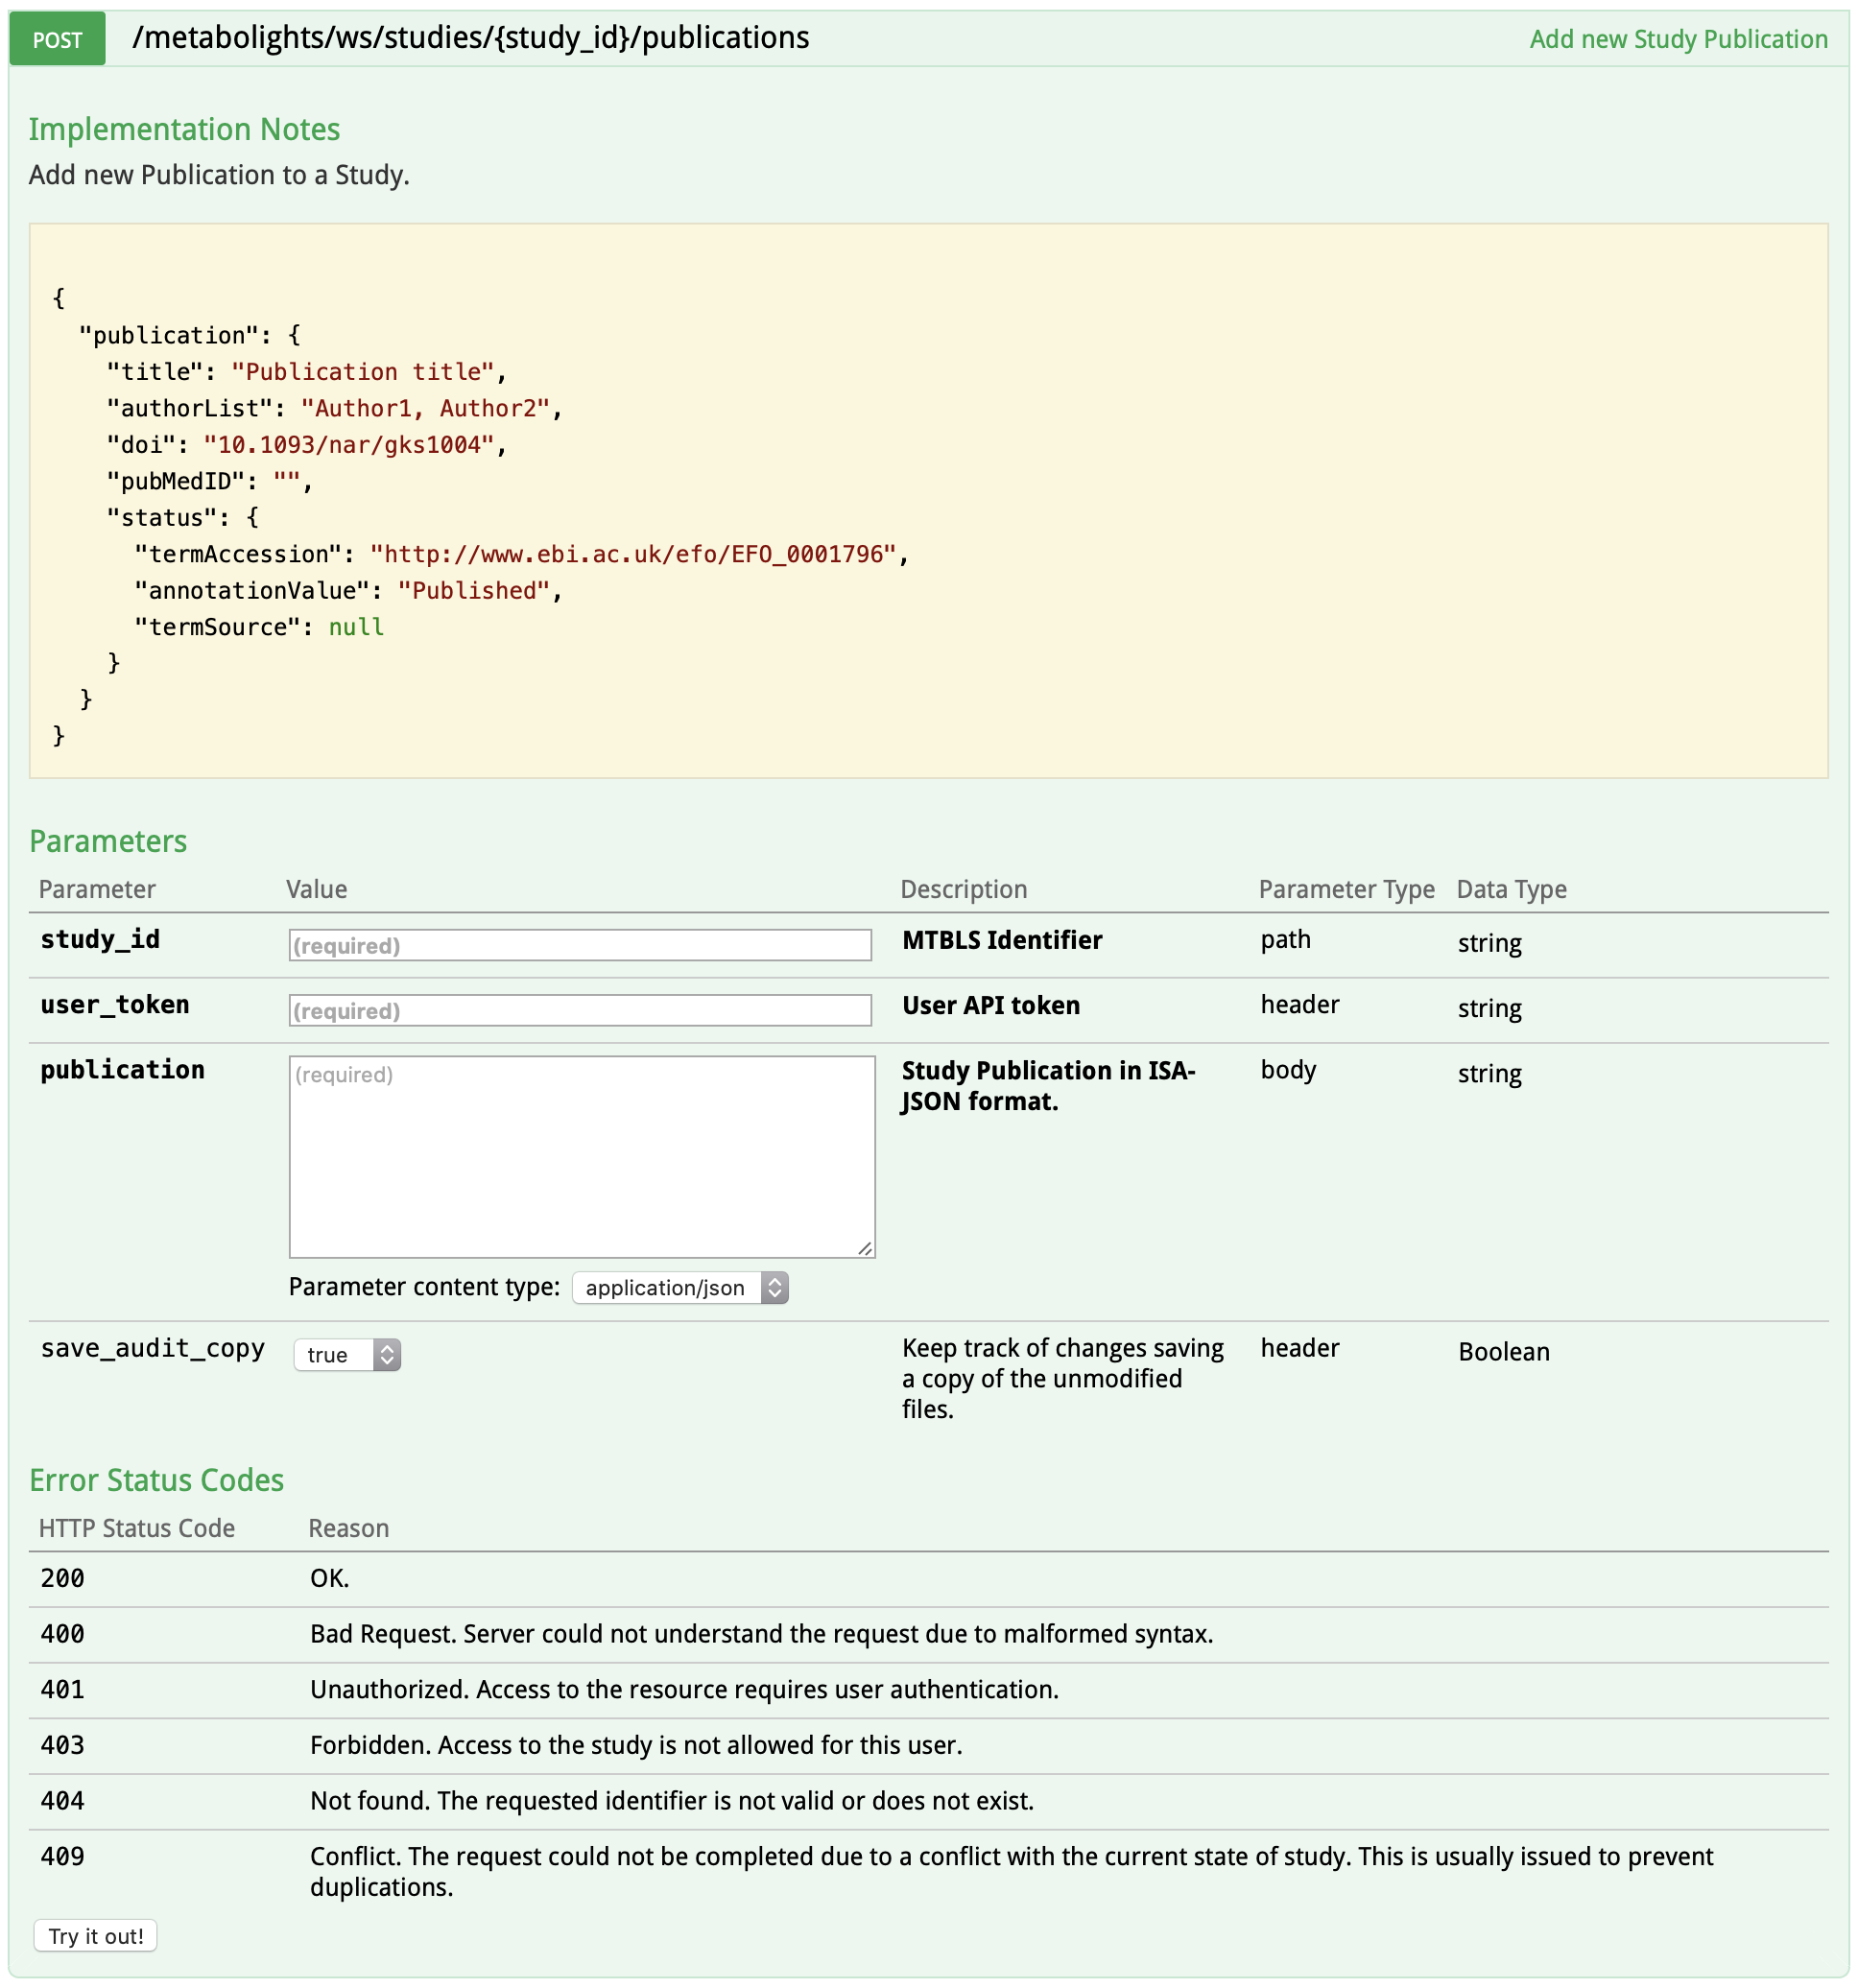 POST /metabolights/ws/studies/{study_id}/publications Add new Study Publication
Implementation Notes
Add new Publication to a Study.
{
  "publication": {
    "title": "Publication title",
    "authorList": "Author1, Author2",
    "doi": "10.1093/nar/gks1004",
    "pubMedID": "",
    "status": {
      "termAccession": "http://www.ebi.ac.uk/efo/EFO_0001796",
      "annotationValue": "Published",
      "termSource": null
    }
  }
}
Parameters
Parameter Value Description Parameter Type Data Type
study_id (required) MTBLS Identifier path string
user_token (required) User API token header string
publication (required) Study Publication in ISA- body string
JSON format.
Parameter content type: application/json
save_audit_copy true Keep track of changes saving header Boolean
a copy of the unmodified
files.
Error Status Codes
HTTP Status Code Reason
200 OK.
400 Bad Request. Server could not understand the request due to malformed syntax.
401 Unauthorized. Access to the resource requires user authentication.
403 Forbidden. Access to the study is not allowed for this user.
404 Not found. The requested identifier is not valid or does not exist.
409 Conflict. The request could not be completed due to a conflict with the current state of study. This is usually issued to prevent
duplications.
Try it out!